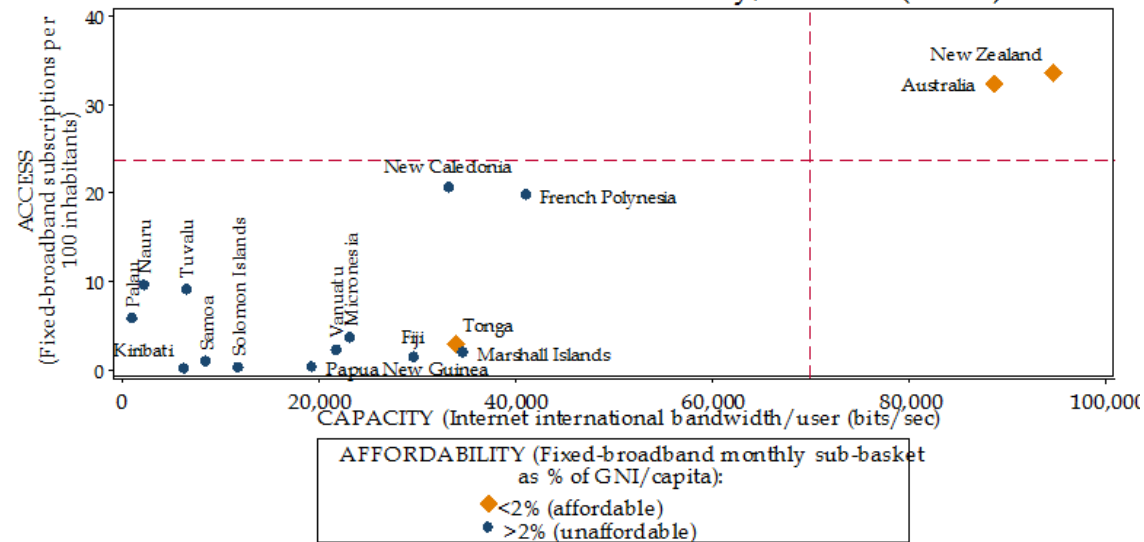 40
30
20
10
0
ACCESS
(Fixed-broadband subscriptions per
100 inhabitants)
New Zealand
Australia
New Caledonia
French Polynesia
Palau
Nauru
Tuvalu
Kiribati
Samoa
Solomon Islands
Vanuatu
Micronesia
Fiji
Tonga
Marshall Islands
Papua New Guinea
0
20,000
40,000
60,000
80,000
CAPACITY (Internet international bandwidth/user (bits/sec)
AFFORDABILITY (Fixed-broadband monthly sub-basket
as % of GNI/capita):
<2% (affordable)
>2% (unaffordable)